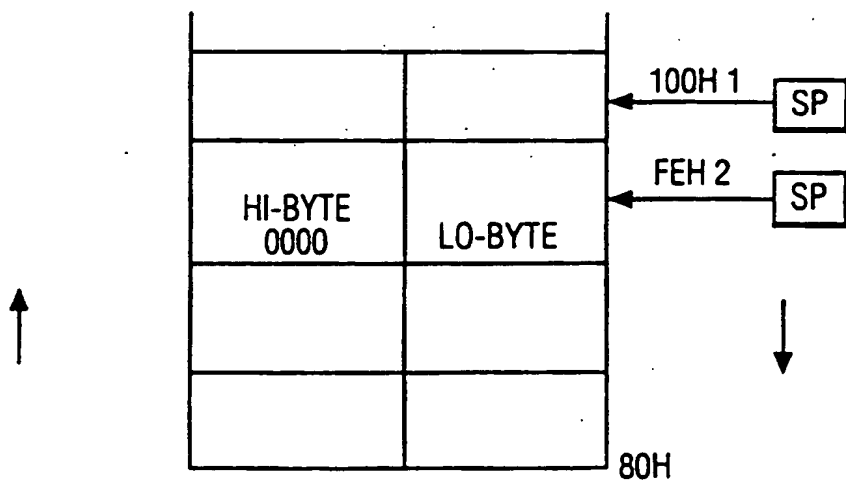 100H 1
SP
FEH 2
SP
HI-BYTE
0000
LO-BYTE
80H